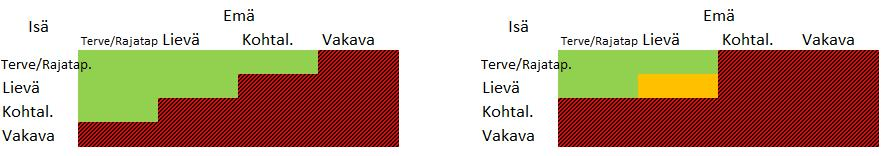 Emä
Isä
Terve/Rajatap Lievä Kohtal. Vakava
Terve/Rajatap.
Lievä
Kohtal.
Vakava
Emä
Isä
Terve/Rajatap Lievä Kohtal. Vakava
Terve/Rajatap.
Lievä
Kohtal.
Vakava